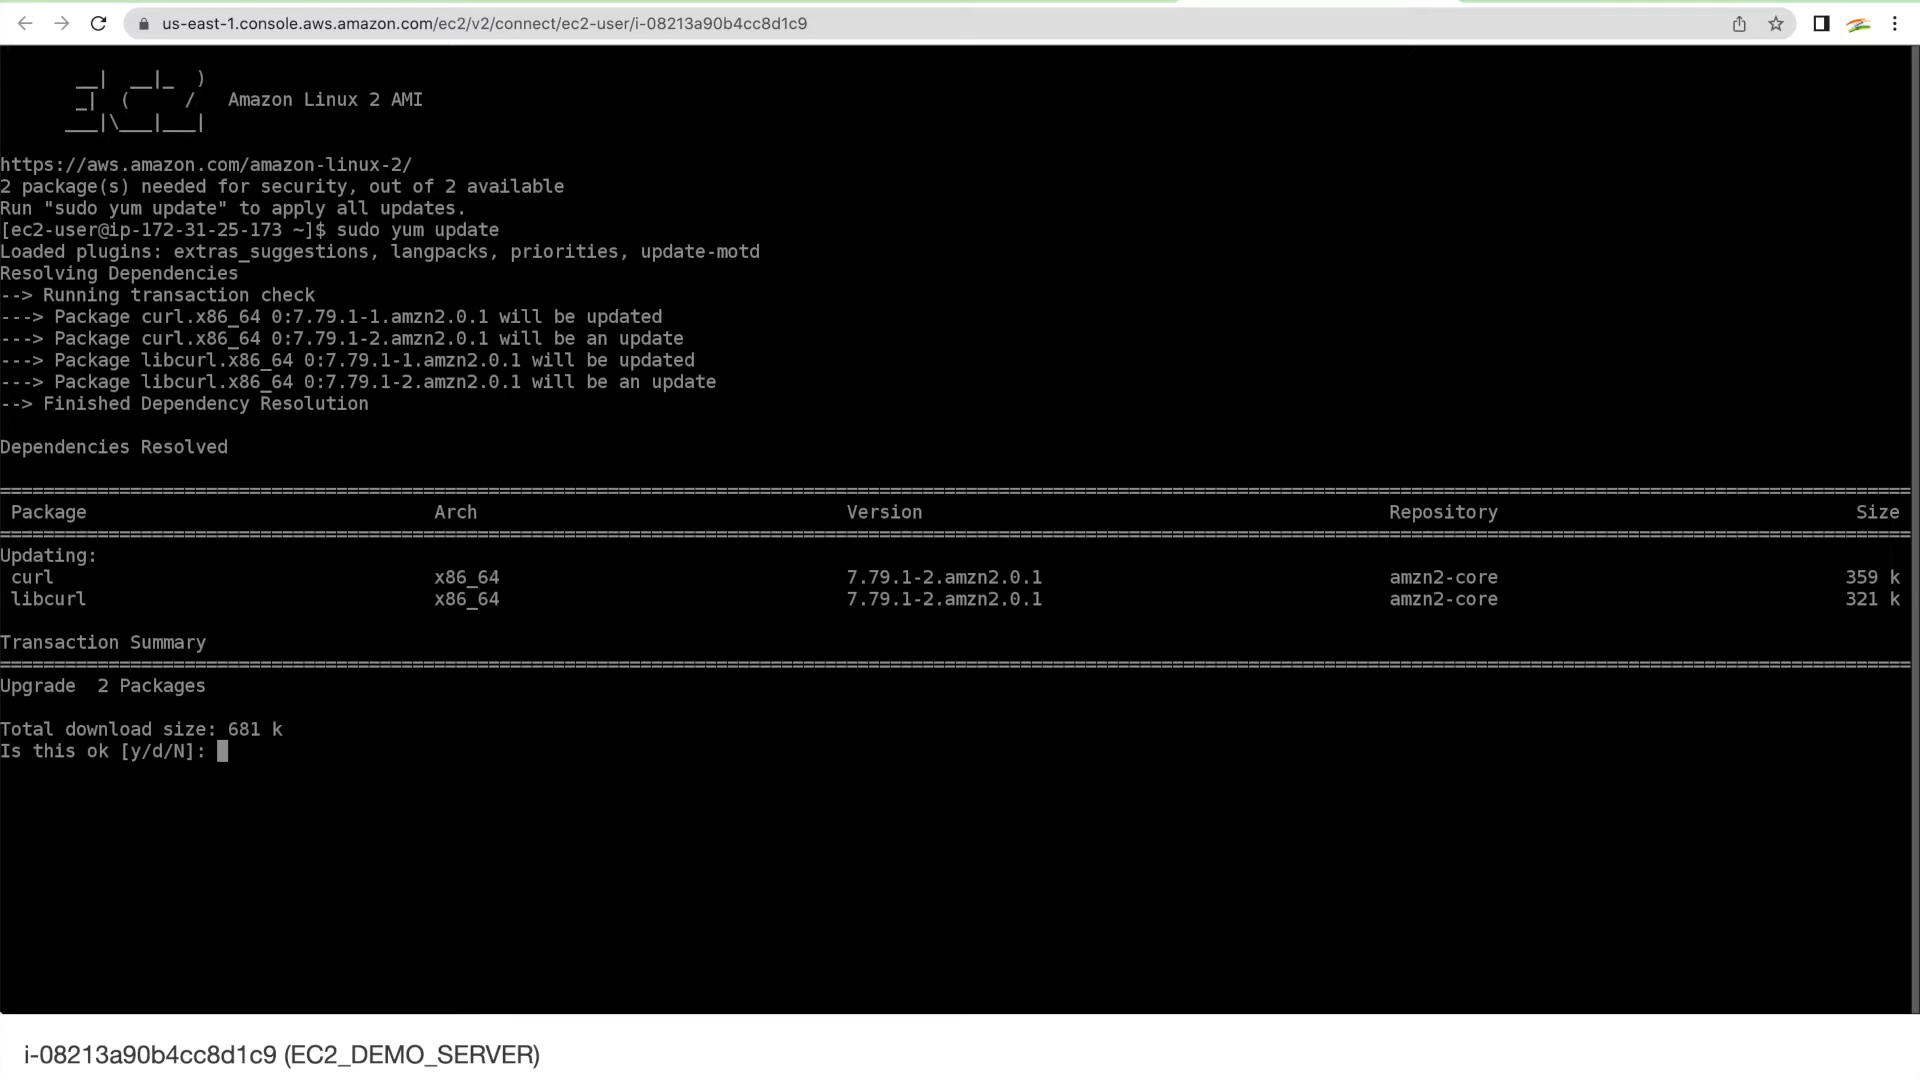 us-east-1.console.aws.amazon.com/ec2/v2/connect/ec2-user/i-08213a90b4cc8d1c9
__|  __|_  )
_|  (     /   Amazon Linux 2 AMI
___|\___|___|
https://aws.amazon.com/amazon-linux-2/
2 package(s) needed for security, out of 2 available
Run "sudo yum update" to apply all updates.
[ec2-user@ip-172-31-25-173 ~]$ sudo yum update
Loaded plugins: extras_suggestions, langpacks, priorities, update-motd
Resolving Dependencies
--> Running transaction check
---> Package curl.x86_64 0:7.79.1-1.amzn2.0.1 will be updated
---> Package curl.x86_64 0:7.79.1-2.amzn2.0.1 will be an update
---> Package libcurl.x86_64 0:7.79.1-1.amzn2.0.1 will be updated
---> Package libcurl.x86_64 0:7.79.1-2.amzn2.0.1 will be an update
--> Finished Dependency Resolution
Dependencies Resolved
Package Arch Version Repository Size
Updating:
curl x86_64 7.79.1-2.amzn2.0.1 amzn2-core 359 k
libcurl x86_64 7.79.1-2.amzn2.0.1 amzn2-core 321 k
Transaction Summary
Upgrade  2 Packages
Total download size: 681 k
Is this ok [y/d/N]:
i-08213a90b4cc8d1c9 (EC2_DEMO_SERVER)